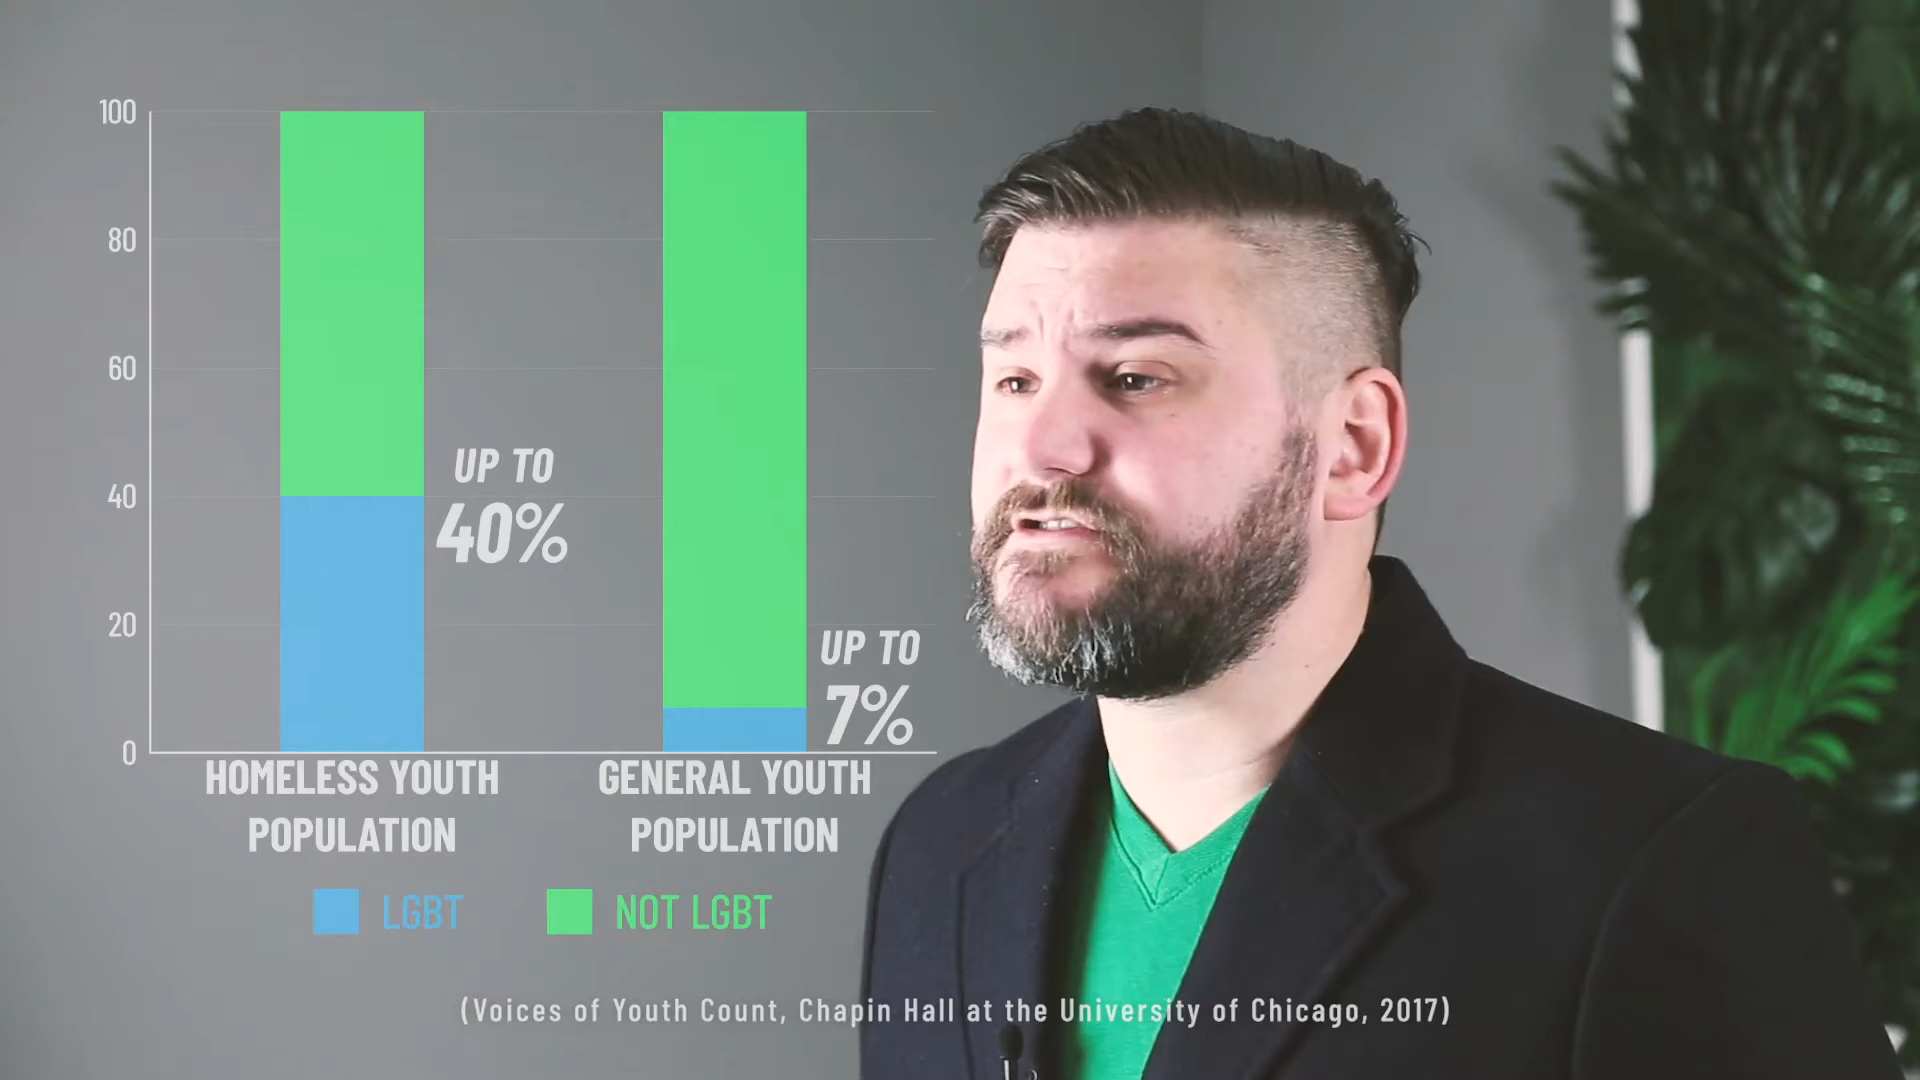 100
80
60
40
20
0
UP TO
40%
UP TO
7%
HOMELESS YOUTH
POPULATION
GENERAL YOUTH
POPULATION
LGBT
NOT LGBT
(Voices of Youth Count, Chapin Hall at the University of Chicago, 2017)